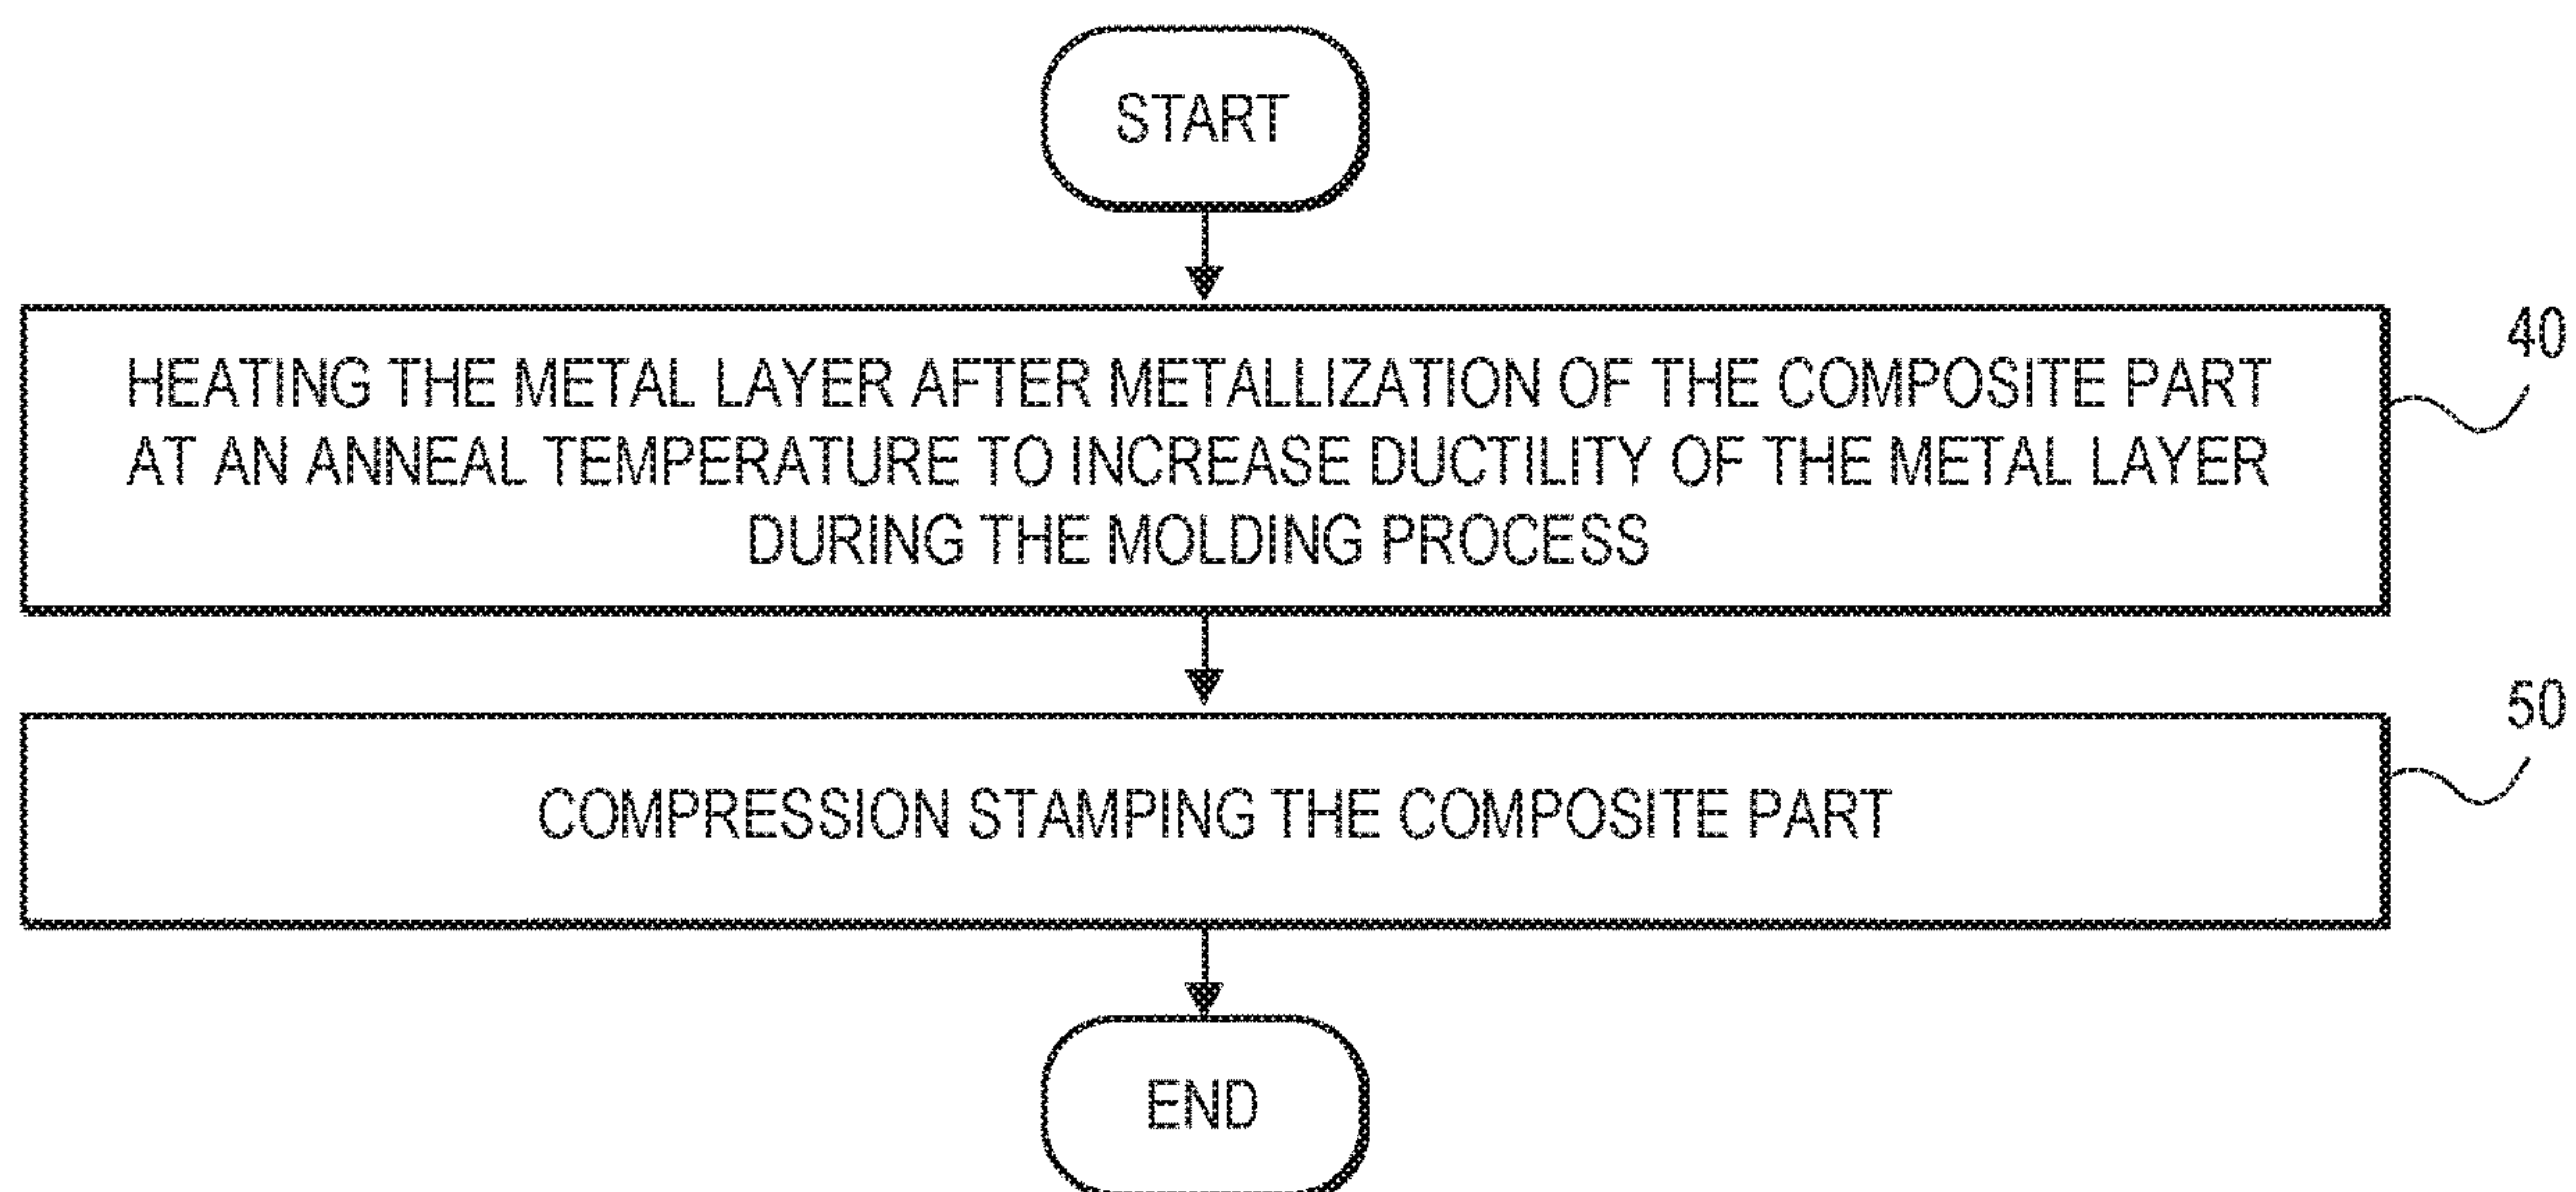 START
HEATING THE METAL LAYER AFTER METALLIZATION OF THE COMPOSITE PART
AT AN ANNEAL TEMPERATURE TO INCREASE DUCTILITY OF THE METAL LAYER
DURING THE MOLDING PROCESS
40
COMPRESSION STAMPING THE COMPOSITE PART
50
END